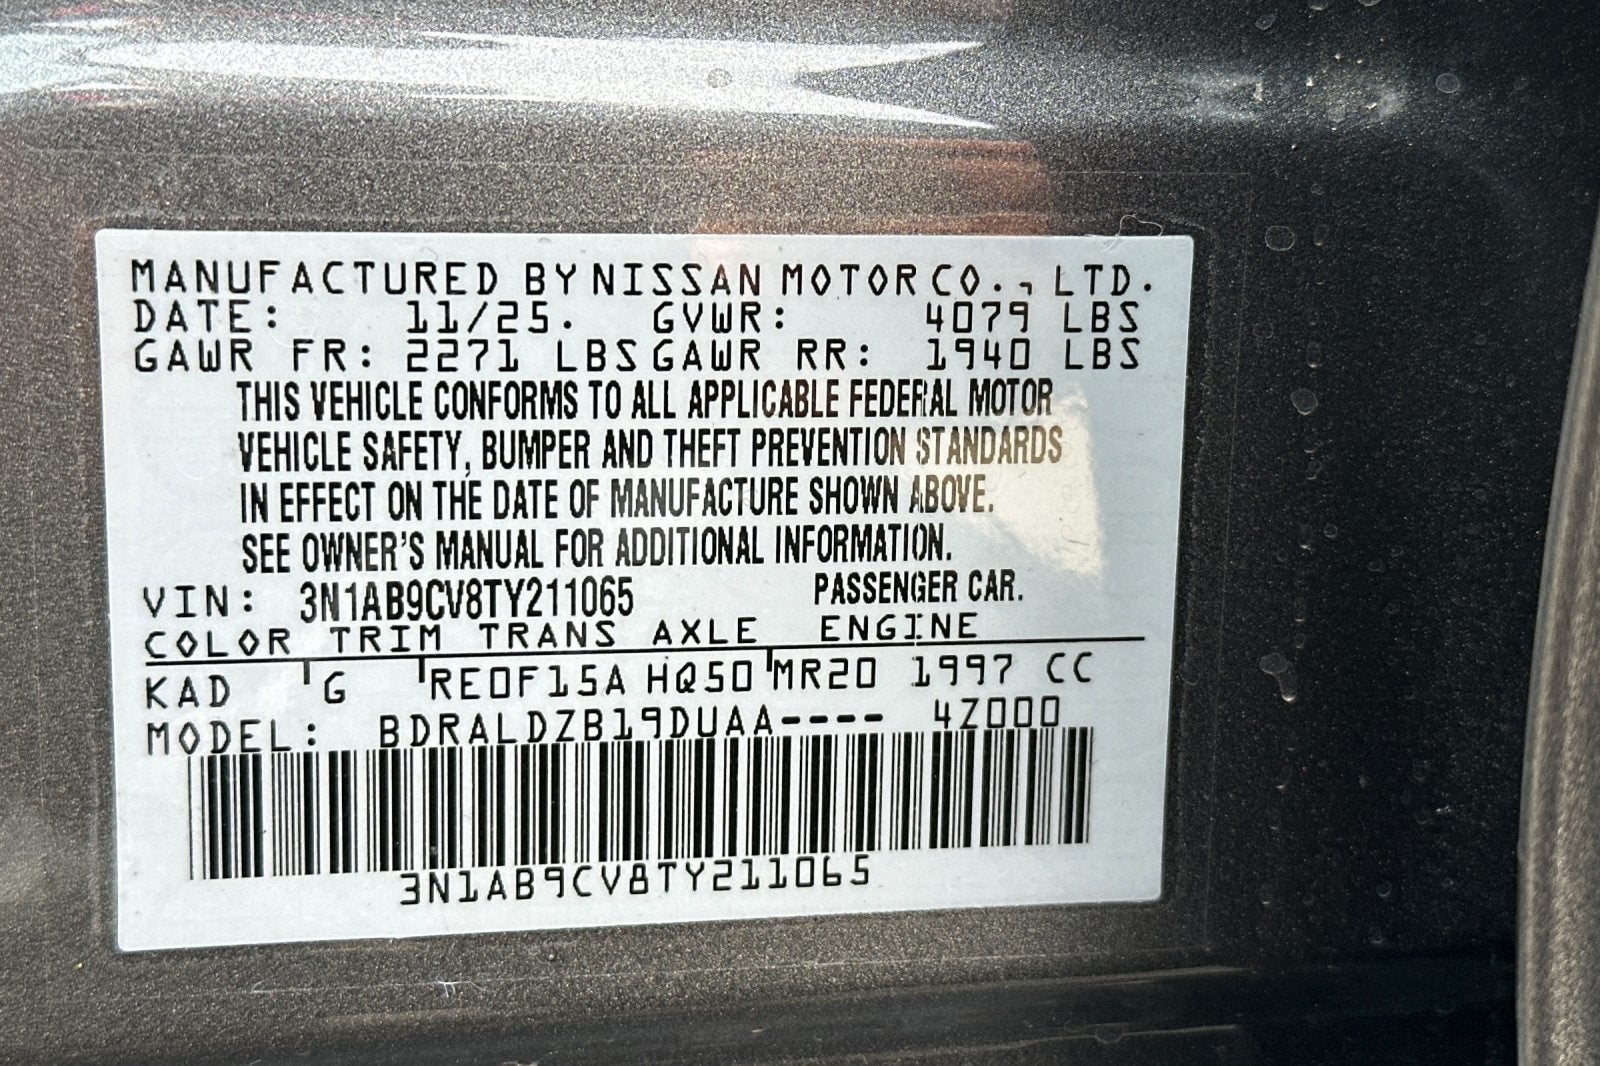 MANUFACTURED BY NISSAN MOTOR CO., LTD.
DATE: 11/25. GVWR: 4079 LBS
GAWR FR: 2271 LBS GAWR RR: 1940 LBS
THIS VEHICLE CONFORMS TO ALL APPLICABLE FEDERAL MOTOR
VEHICLE SAFETY, BUMPER AND THEFT PREVENTION STANDARDS
IN EFFECT ON THE DATE OF MANUFACTURE SHOWN ABOVE.
SEE OWNER'S MANUAL FOR ADDITIONAL INFORMATION.
VIN: 3N1AB9CV8TY211065 PASSENGER CAR.
COLOR TRIM TRANS AXLE ENGINE
KAD G RE0F15A HQ50 MR20 1997 CC
MODEL: BDRALDZB19DUAA---- 4Z000
3N1AB9CV8TY211065